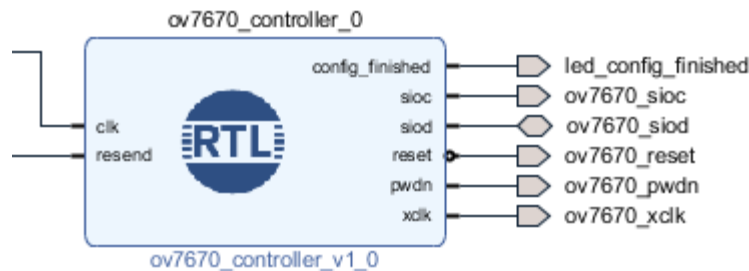 ov7670_controller_0
config_finished led_config_finished
sioc ov7670_sioc
clk siod ov7670_siod
resend RTL reset ov7670_reset
pwdn ov7670_pwdn
xclk ov7670_xclk
ov7670_controller_v1_0